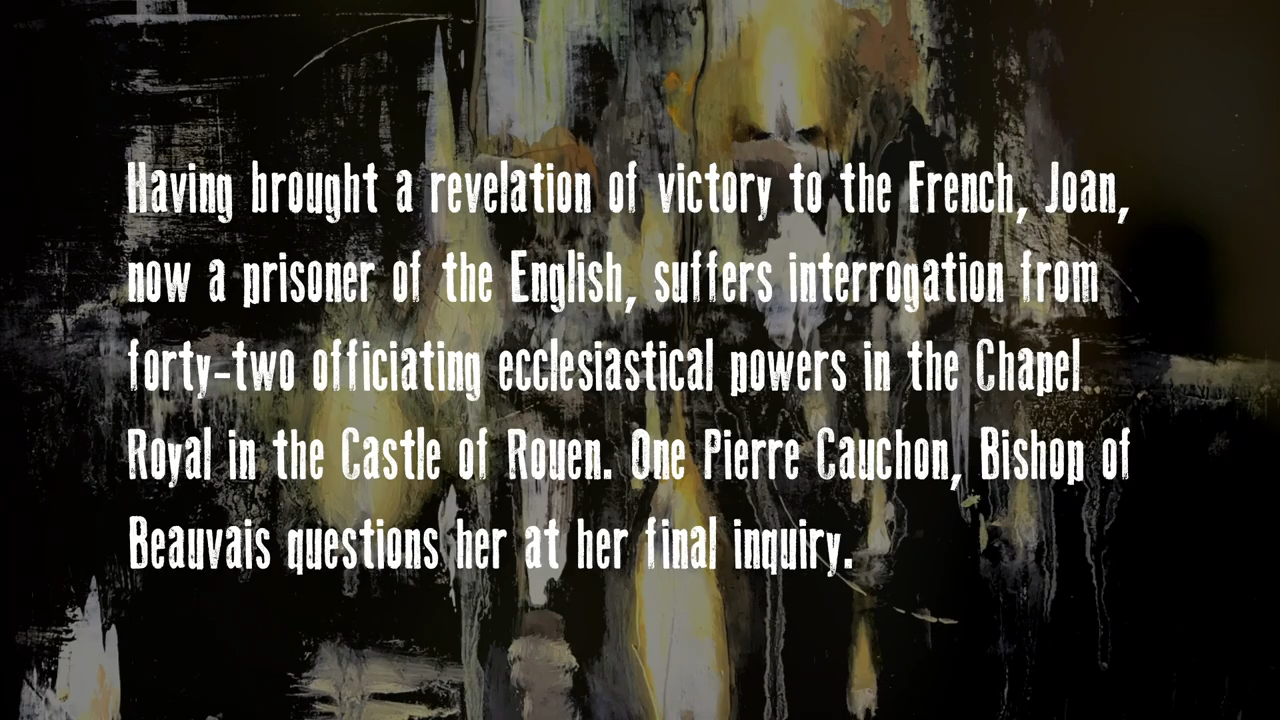 Having brought a revelation of victory to the French, Joan,
now a prisoner of the English, suffers interrogation from
forty-two officiating ecclesiastical powers in the Chapel
Royal in the Castle of Rouen. One Pierre Cauchon, Bishop of
Beauvais questions her at her final inquiry.